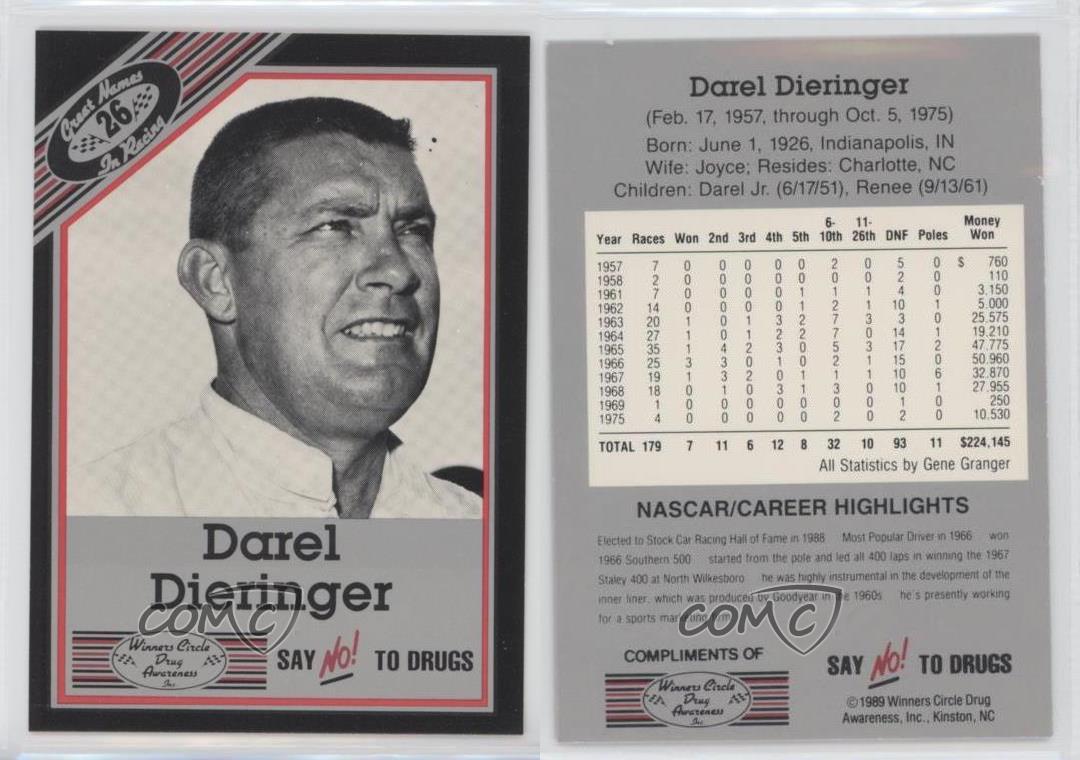 Great Names
26
In Racing
Darel
Dieringer
COMC
Winners Circle
Drug
Awareness
Inc.
SAY NO! TO DRUGS
Darel Dieringer
(Feb. 17, 1957, through Oct. 5, 1975)
Born: June 1, 1926, Indianapolis, IN
Wife: Joyce; Resides: Charlotte, NC
Children: Darel Jr. (6/17/51), Renee (9/13/61)
6- 11- Money
Year Races Won 2nd 3rd 4th 5th 10th 26th DNF Poles Won
1957 7 0 0 0 0 0 2 0 5 0 $ 760
1958 2 0 0 0 0 0 0 0 2 0 110
1961 7 0 0 0 0 1 1 1 4 0 3,150
1962 14 0 0 0 0 1 2 1 10 1 5,000
1963 20 1 0 1 3 2 7 3 3 0 25,575
1964 27 1 0 1 2 2 7 0 14 1 19,210
1965 35 1 4 2 3 0 5 3 17 2 47,775
1966 25 3 3 0 1 0 2 1 15 0 50,960
1967 19 1 3 2 0 1 1 1 10 6 32,870
1968 18 0 1 0 3 1 3 0 10 1 27,955
1969 1 0 0 0 0 0 0 0 1 0 250
1975 4 0 0 0 0 0 2 0 2 0 10,530
TOTAL 179 7 11 6 12 8 32 10 93 11 $224,145
All Statistics by Gene Granger
NASCAR/CAREER HIGHLIGHTS
Elected to Stock Car Racing Hall of Fame in 1988 Most Popular Driver in 1966 won
1966 Southern 500 started from the pole and led all 400 laps in winning the 1967
Staley 400 at North Wilkesboro he was highly instrumental in the development of the
inner liner, which was produced by Goodyear in the 1960s he's presently working
for a sports marketing firm
COMC
COMPLIMENTS OF
Winners Circle
Drug
Awareness
Inc.
SAY NO! TO DRUGS
©1989 Winners Circle Drug
Awareness, Inc., Kinston, NC